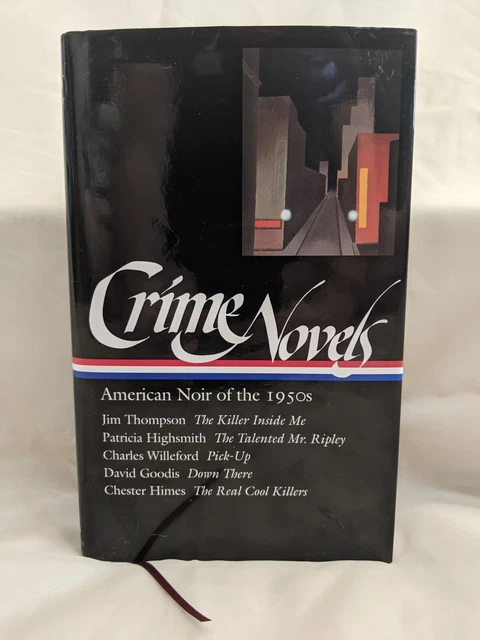 Crime Novels
American Noir of the 1950s
Jim Thompson The Killer Inside Me
Patricia Highsmith The Talented Mr. Ripley
Charles Willeford Pick-Up
David Goodis Down There
Chester Himes The Real Cool Killers